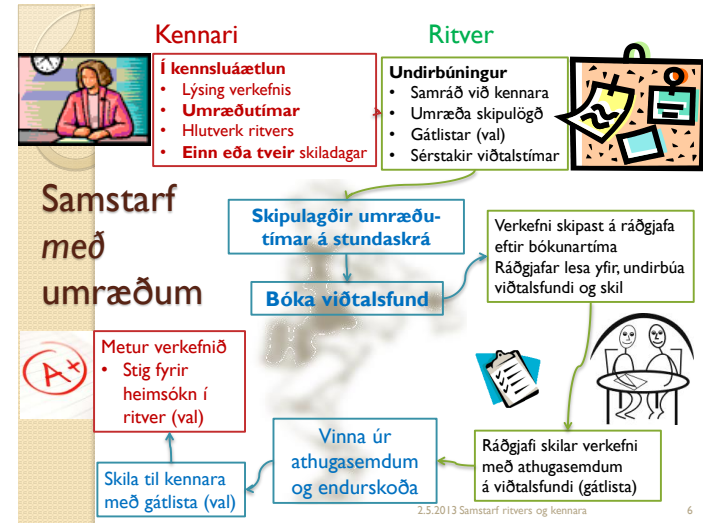 Kennari
Ritver
Í kennsluáætlun
• Lýsing verkefnis
• Umræðutímar
• Hlutverk ritvers
• Einn eða tveir skiladagar
Undirbúningur
• Samráð við kennara
• Umræða skipulögð
• Gátlistar (val)
• Sérstakir viðtalstímar
Samstarf
með
umræðum
Skipulagðir umræðu-
tímar á stundaskrá
Bóka viðtalsfund
Verkefni skipast á ráðgjafa
eftir bókunartíma
Ráðgjafar lesa yfir, undirbúa
viðtalsfundi og skil
Ráðgjafi skilar verkefni
með athugasemdum
á viðtalsfundi (gátlista)
Vinna úr
athugasemdum
og endurskoða
Skila til kennara
með gátlista (val)
Metur verkefnið
• Stig fyrir
heimsókn í
ritver (val)
A+
2.5.2013 Samstarf ritvers og kennara
6